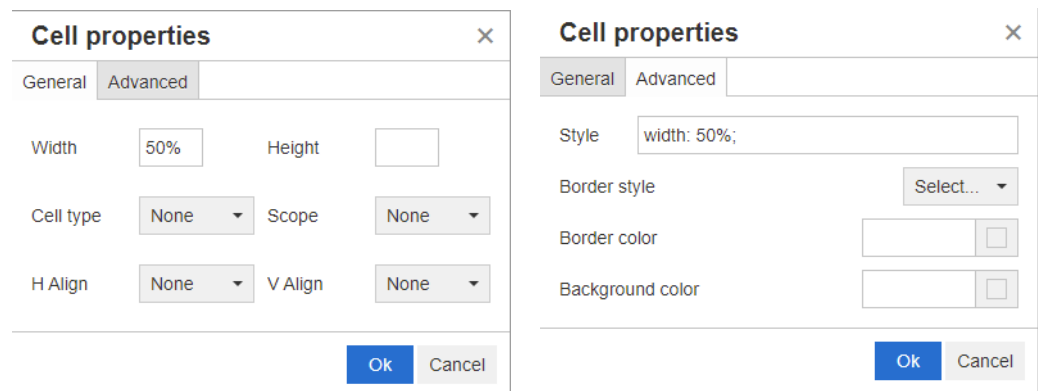 Cell properties ×
General Advanced
Width 50% Height
Cell type None Scope None
H Align None V Align None
Ok Cancel
Cell properties ×
General Advanced
Style width: 50%;
Border style Select...
Border color
Background color
Ok Cancel